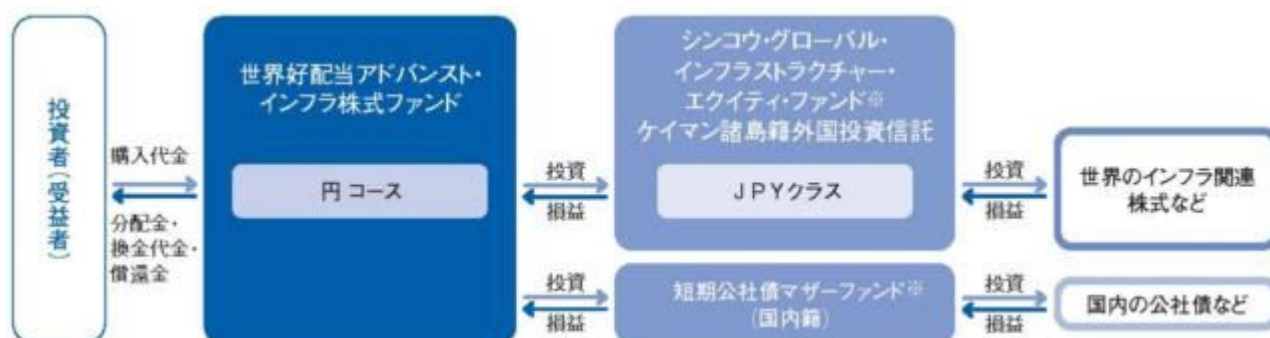 投資者(受益者)
購入代金
分配金・
換金代金・
償還金
世界好配当アドバンスト・
インフラ株式ファンド
円コース
投資
損益
投資
損益
シンコウ・グローバル・
インフラストラクチャー・
エクイティ・ファンド※
ケイマン諸島籍外国投資信託
JPYクラス
短期公社債マザーファンド※
(国内籍)
投資
損益
投資
損益
世界のインフラ関連
株式など
国内の公社債など